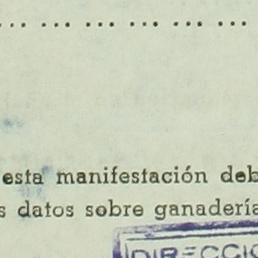 esta manifestación deb
s datos sobre ganadería
DIRECCIO